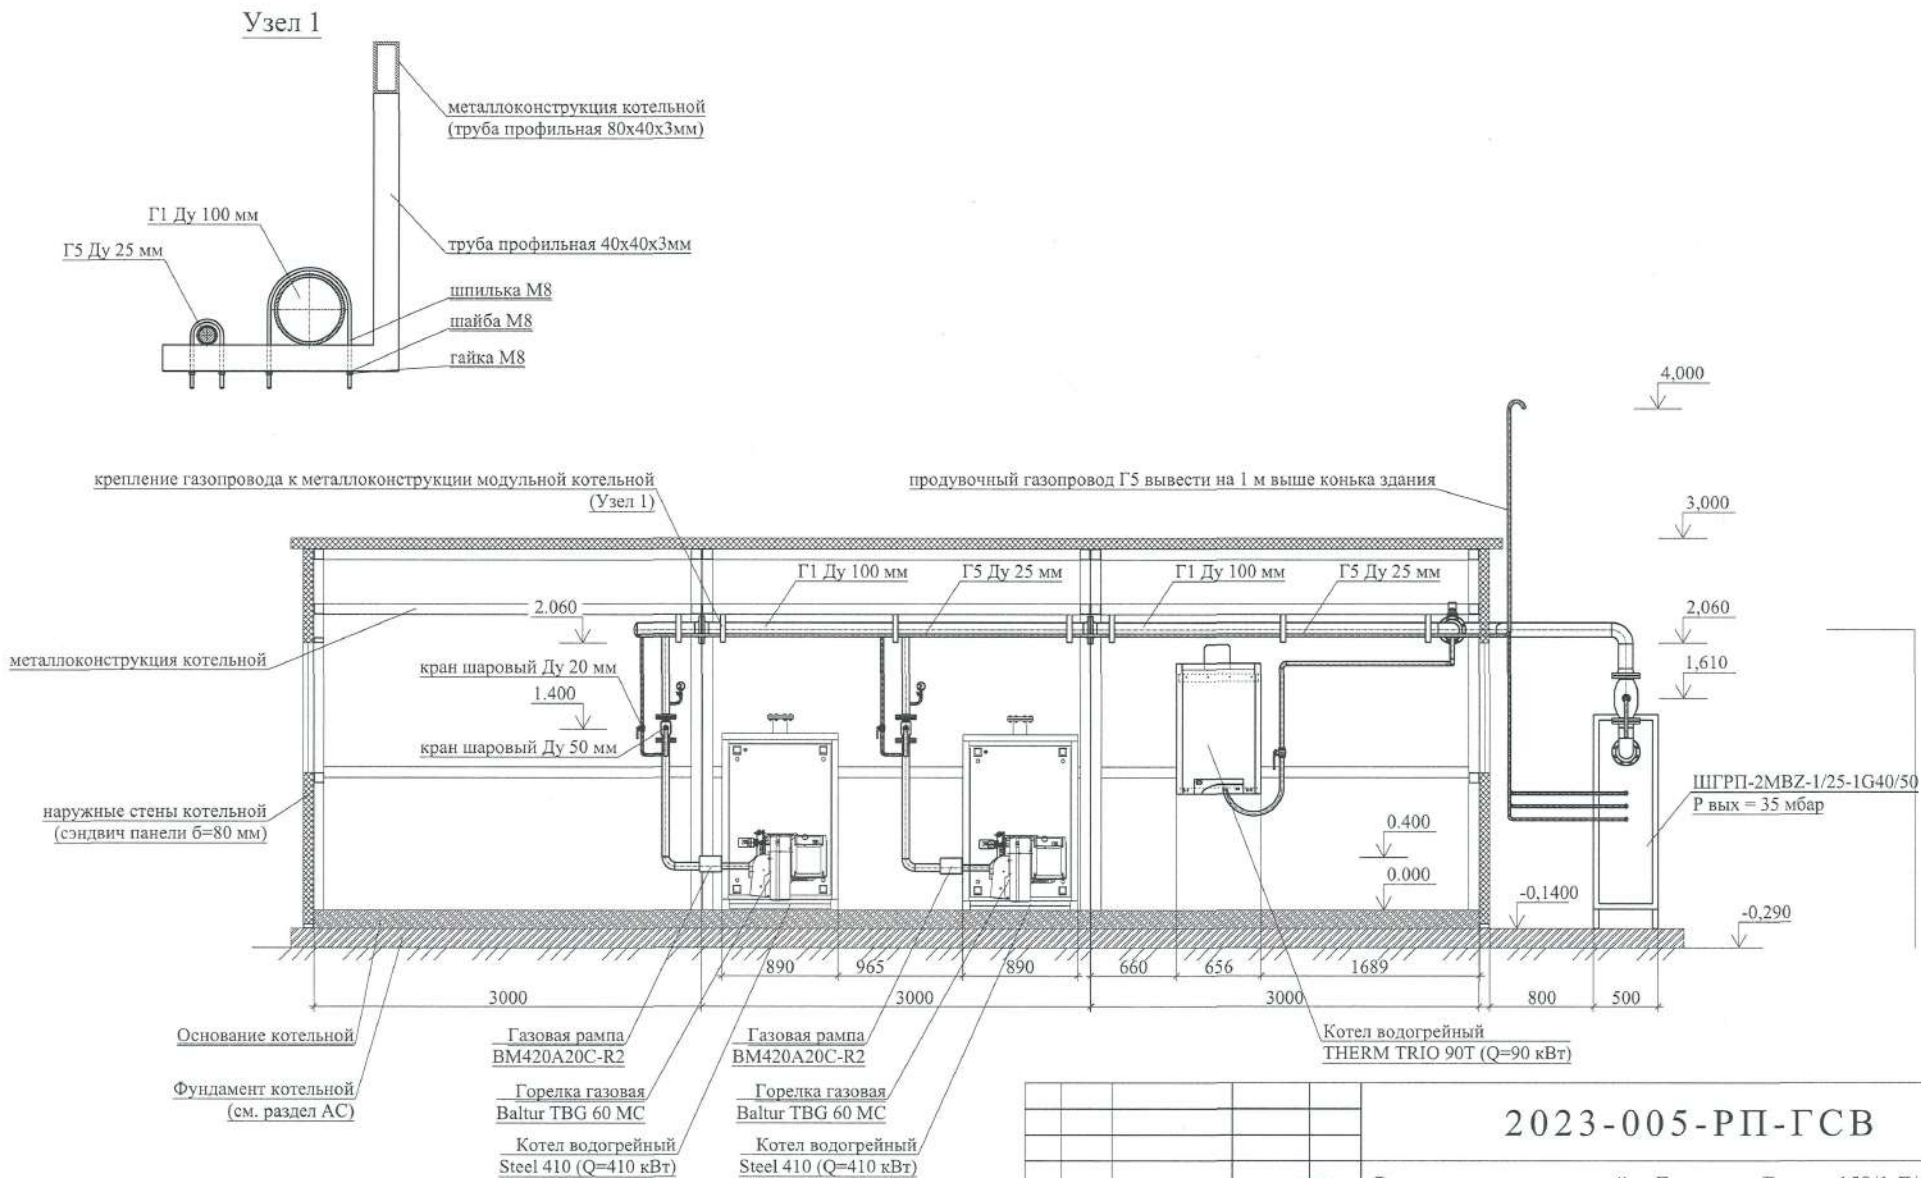 Узел 1
металлоконструкция котельной
(труба профильная 80х40х3мм)
Г1 Ду 100 мм
Г5 Ду 25 мм
труба профильная 40х40х3мм
шпилька М8
шайба М8
гайка М8
4,000
крепление газопровода к металлоконструкции модульной котельной
(Узел 1)
продувочный газопровод Г5 вывести на 1 м выше конька здания
3,000
Г1 Ду 100 мм
Г5 Ду 25 мм
Г1 Ду 100 мм
Г5 Ду 25 мм
2.060
2,060
металлоконструкция котельной
кран шаровый Ду 20 мм
1,610
1.400
кран шаровый Ду 50 мм
ШГРП-2MBZ-1/25-1G40/50
Р вых = 35 мбар
наружные стены котельной
(сэндвич панели б=80 мм)
0.400
0.000
-0,1400
-0,290
890
965
890
660
656
1689
3000
3000
3000
800
500
Основание котельной
Газовая рампа
BM420A20C-R2
Газовая рампа
BM420A20C-R2
Котел водогрейный
THERM TRIO 90T (Q=90 кВт)
Фундамент котельной
(см. раздел АС)
Горелка газовая
Baltur TBG 60 MC
Горелка газовая
Baltur TBG 60 MC
Котел водогрейный
Steel 410 (Q=410 кВт)
Котел водогрейный
Steel 410 (Q=410 кВт)
2023-005-РП-ГСВ